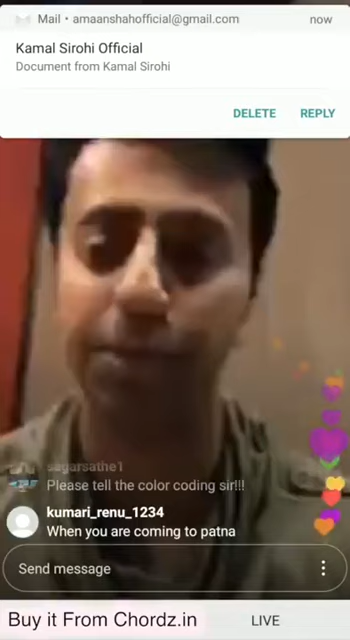 Mail • amaanshahofficial@gmail.com now
Kamal Sirohi Official
Document from Kamal Sirohi
DELETE REPLY
sagarsathe1
Please tell the color coding sir!!!
kumari_renu_1234
When you are coming to patna
Send message
Buy it From Chordz.in LIVE